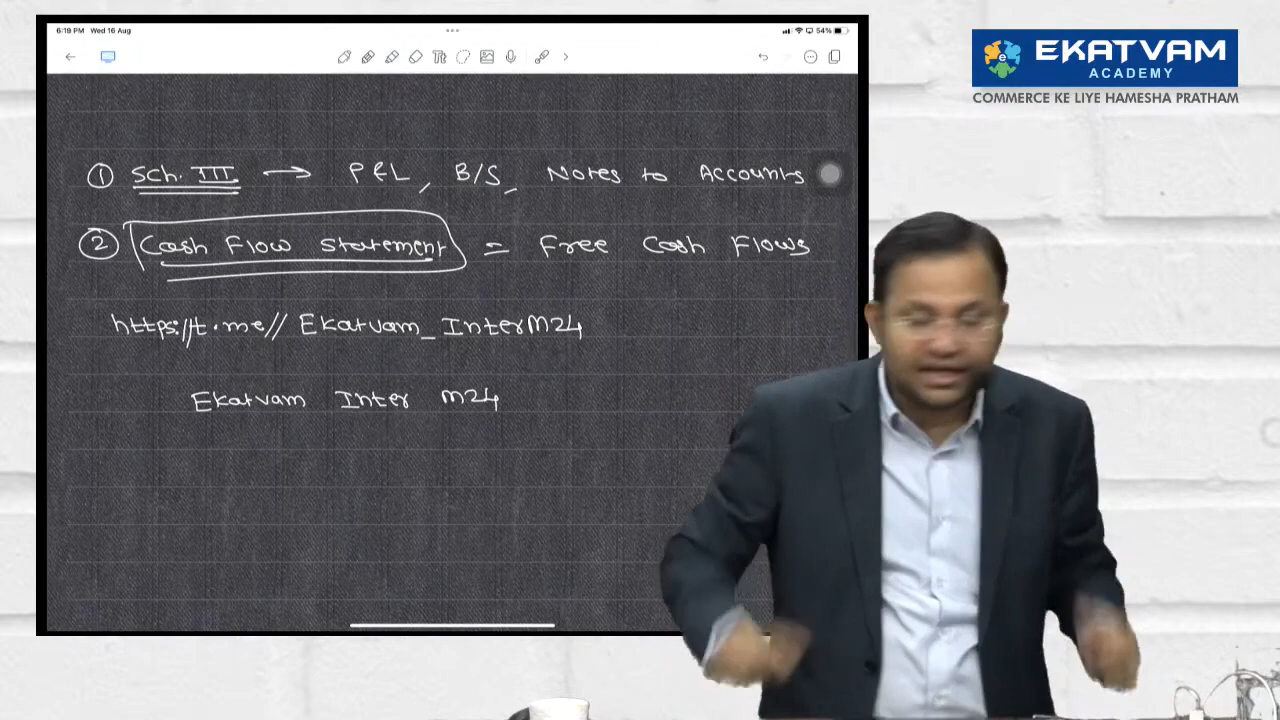 6:19 PM Wed 16 Aug
54%
EKATVAM
ACADEMY
COMMERCE KE LIYE HAMESHA PRATHAM
① Sch. III → P&L, B/S, Notes to Accounts
② Cash Flow Statement = Free Cash Flows
https://t.me// Ekatvam_InterM24
Ekatvam Inter M24